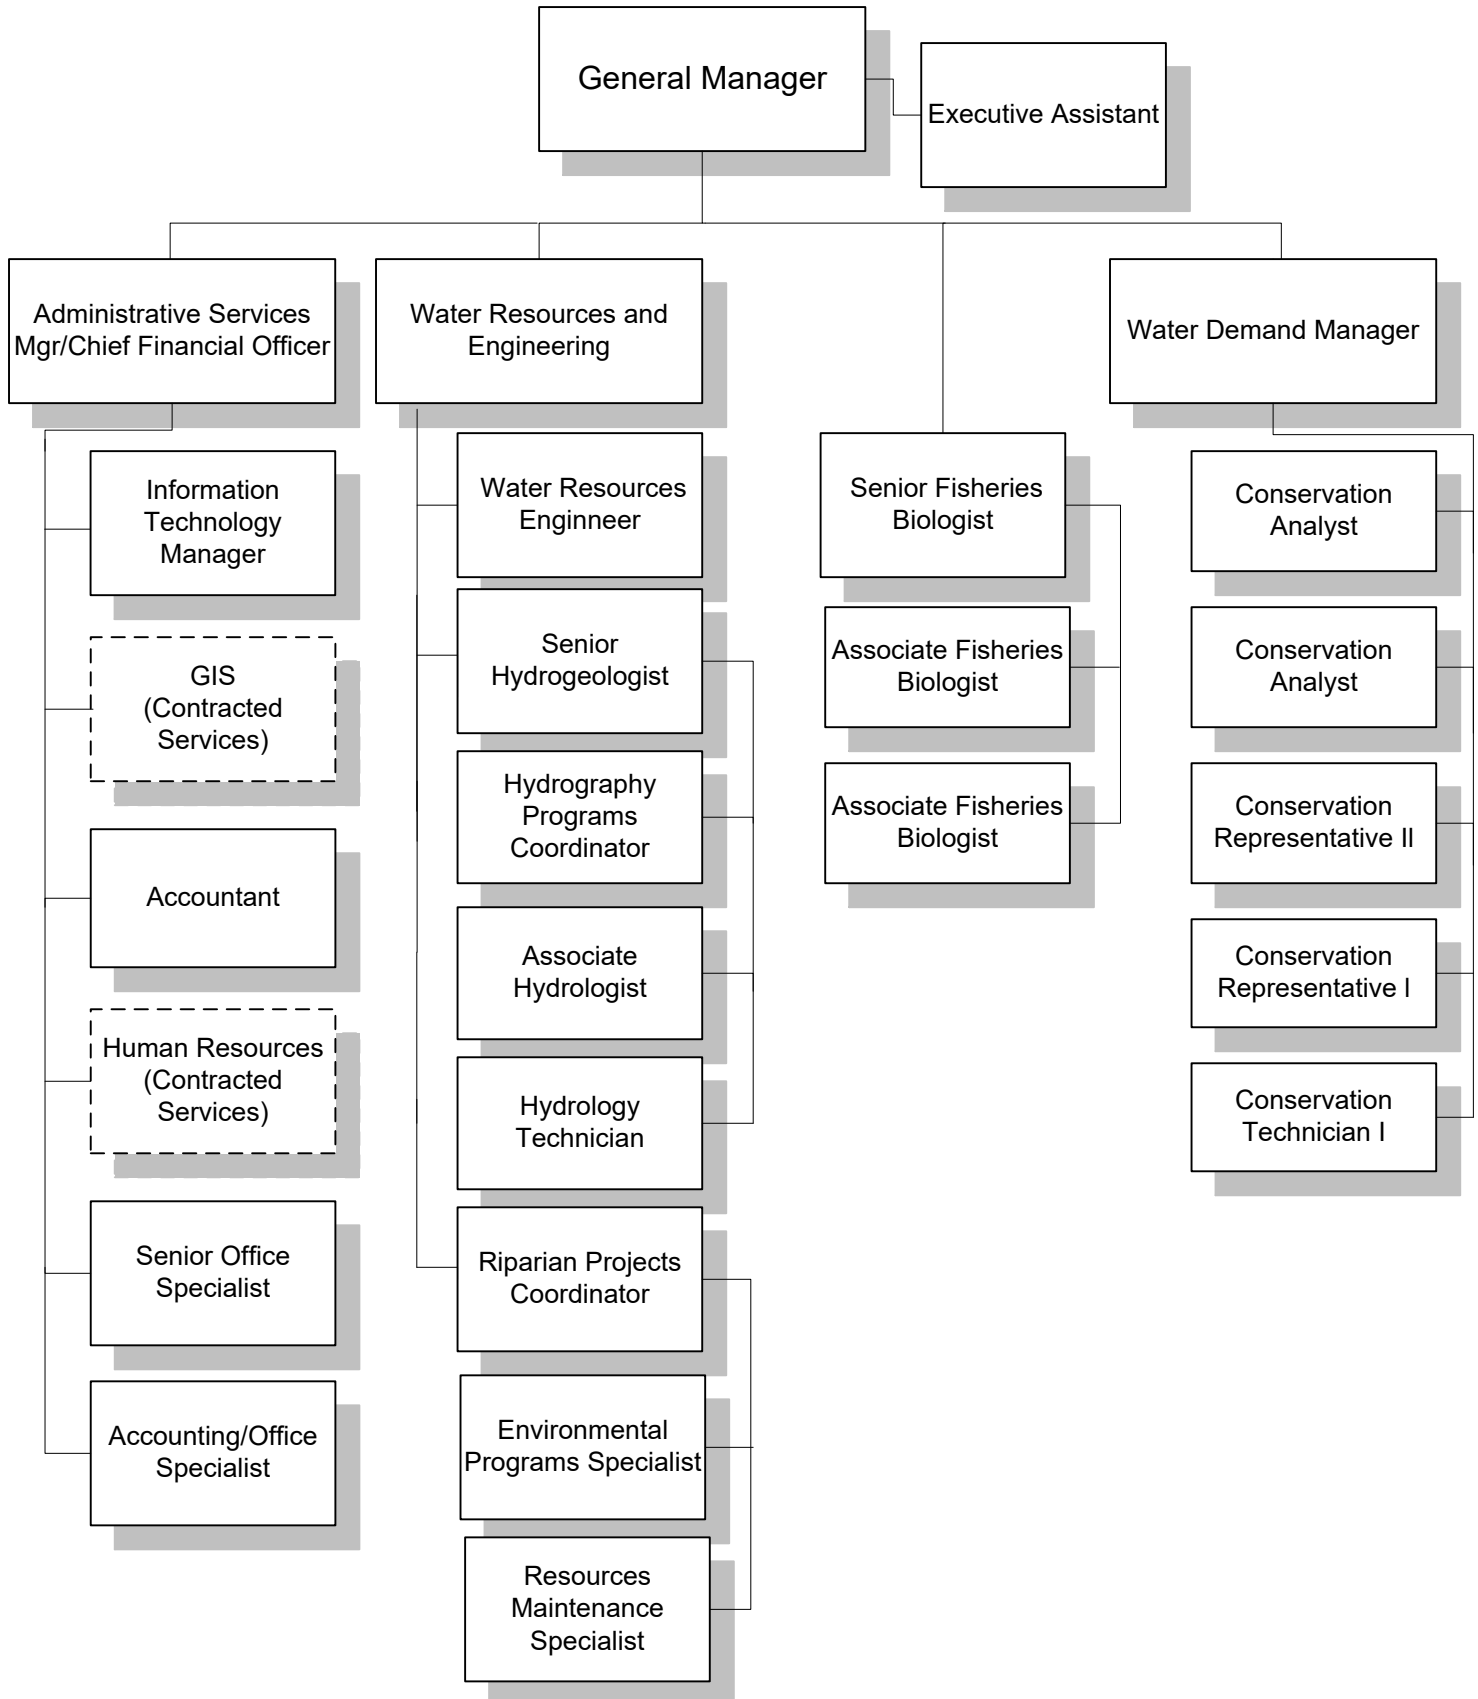 General Manager
Executive Assistant
Administrative Services
Mgr/Chief Financial Officer
Water Resources and
Engineering
Water Demand Manager
Information
Technology
Manager
GIS
(Contracted
Services)
Accountant
Human Resources
(Contracted
Services)
Senior Office
Specialist
Accounting/Office
Specialist
Water Resources
Enginneer
Senior
Hydrogeologist
Hydrography
Programs
Coordinator
Associate
Hydrologist
Hydrology
Technician
Riparian Projects
Coordinator
Environmental
Programs Specialist
Resources
Maintenance
Specialist
Senior Fisheries
Biologist
Associate Fisheries
Biologist
Associate Fisheries
Biologist
Conservation
Analyst
Conservation
Analyst
Conservation
Representative II
Conservation
Representative I
Conservation
Technician I